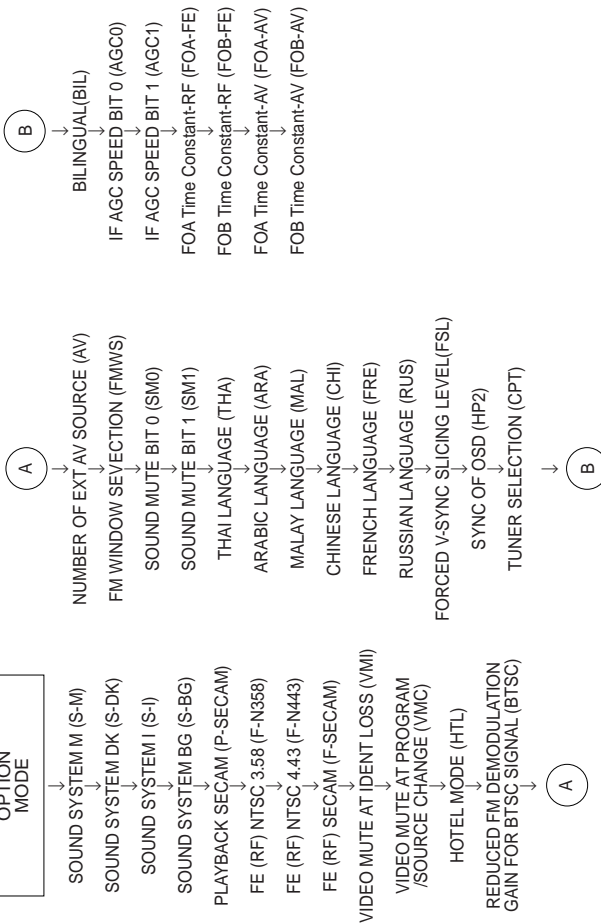 OPTION
MODE
SOUND SYSTEM M (S-M)
SOUND SYSTEM DK (S-DK)
SOUND SYSTEM I (S-I)
SOUND SYSTEM BG (S-BG)
PLAYBACK SECAM (P-SECAM)
FE (RF) NTSC 3.58 (F-N358)
FE (RF) NTSC 4.43 (F-N443)
FE (RF) SECAM (F-SECAM)
VIDEO MUTE AT IDENT LOSS (VMI)
VIDEO MUTE AT PROGRAM
/SOURCE CHANGE (VMC)
HOTEL MODE (HTL)
REDUCED FM DEMODULATION
GAIN FOR BTSC SIGNAL (BTSC)
A
A
NUMBER OF EXT AV SOURCE (AV)
FM WINDOW SEVECTION (FMWS)
SOUND MUTE BIT 0 (SM0)
SOUND MUTE BIT 1 (SM1)
THAI LANGUAGE (THA)
ARABIC LANGUAGE (ARA)
MALAY LANGUAGE (MAL)
CHINESE LANGUAGE (CHI)
FRENCH LANGUAGE (FRE)
RUSSIAN LANGUAGE (RUS)
FORCED V-SYNC SLICING LEVEL(FSL)
SYNC OF OSD (HP2)
TUNER SELECTION (CPT)
B
B
BILINGUAL(BIL)
IF AGC SPEED BIT 0 (AGC0)
IF AGC SPEED BIT 1 (AGC1)
FOA Time Constant-RF (FOA-FE)
FOB Time Constant-RF (FOB-FE)
FOA Time Constant-AV (FOA-AV)
FOB Time Constant-AV (FOB-AV)